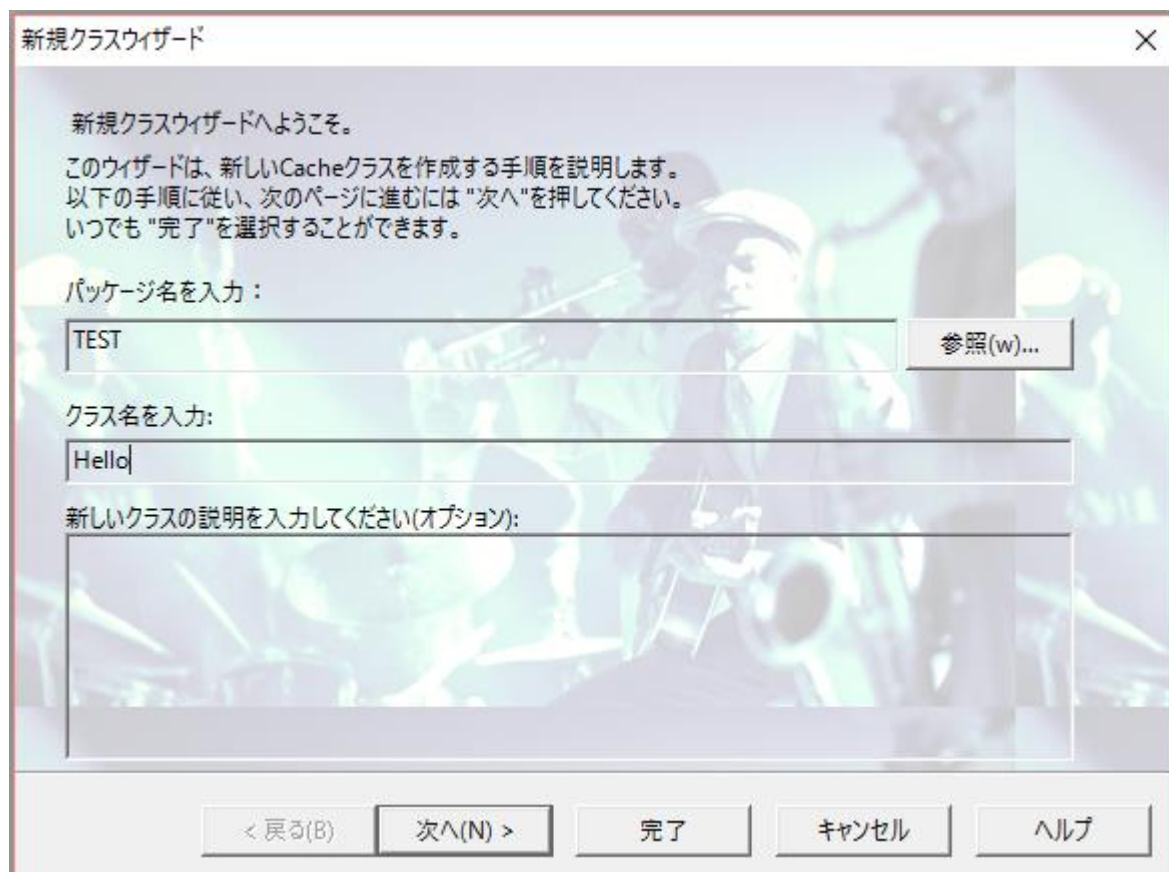 新規クラスウィザード
新規クラスウィザードへようこそ。
このウィザードは、新しいCacheクラスを作成する手順を説明します。
以下の手順に従い、次のページに進むには "次へ"を押してください。
いつでも "完了"を選択することができます。
パッケージ名を入力：
TEST
参照(w)...
クラス名を入力:
Hello
新しいクラスの説明を入力してください(オプション):
< 戻る(B)
次へ(N) >
完了
キャンセル
ヘルプ